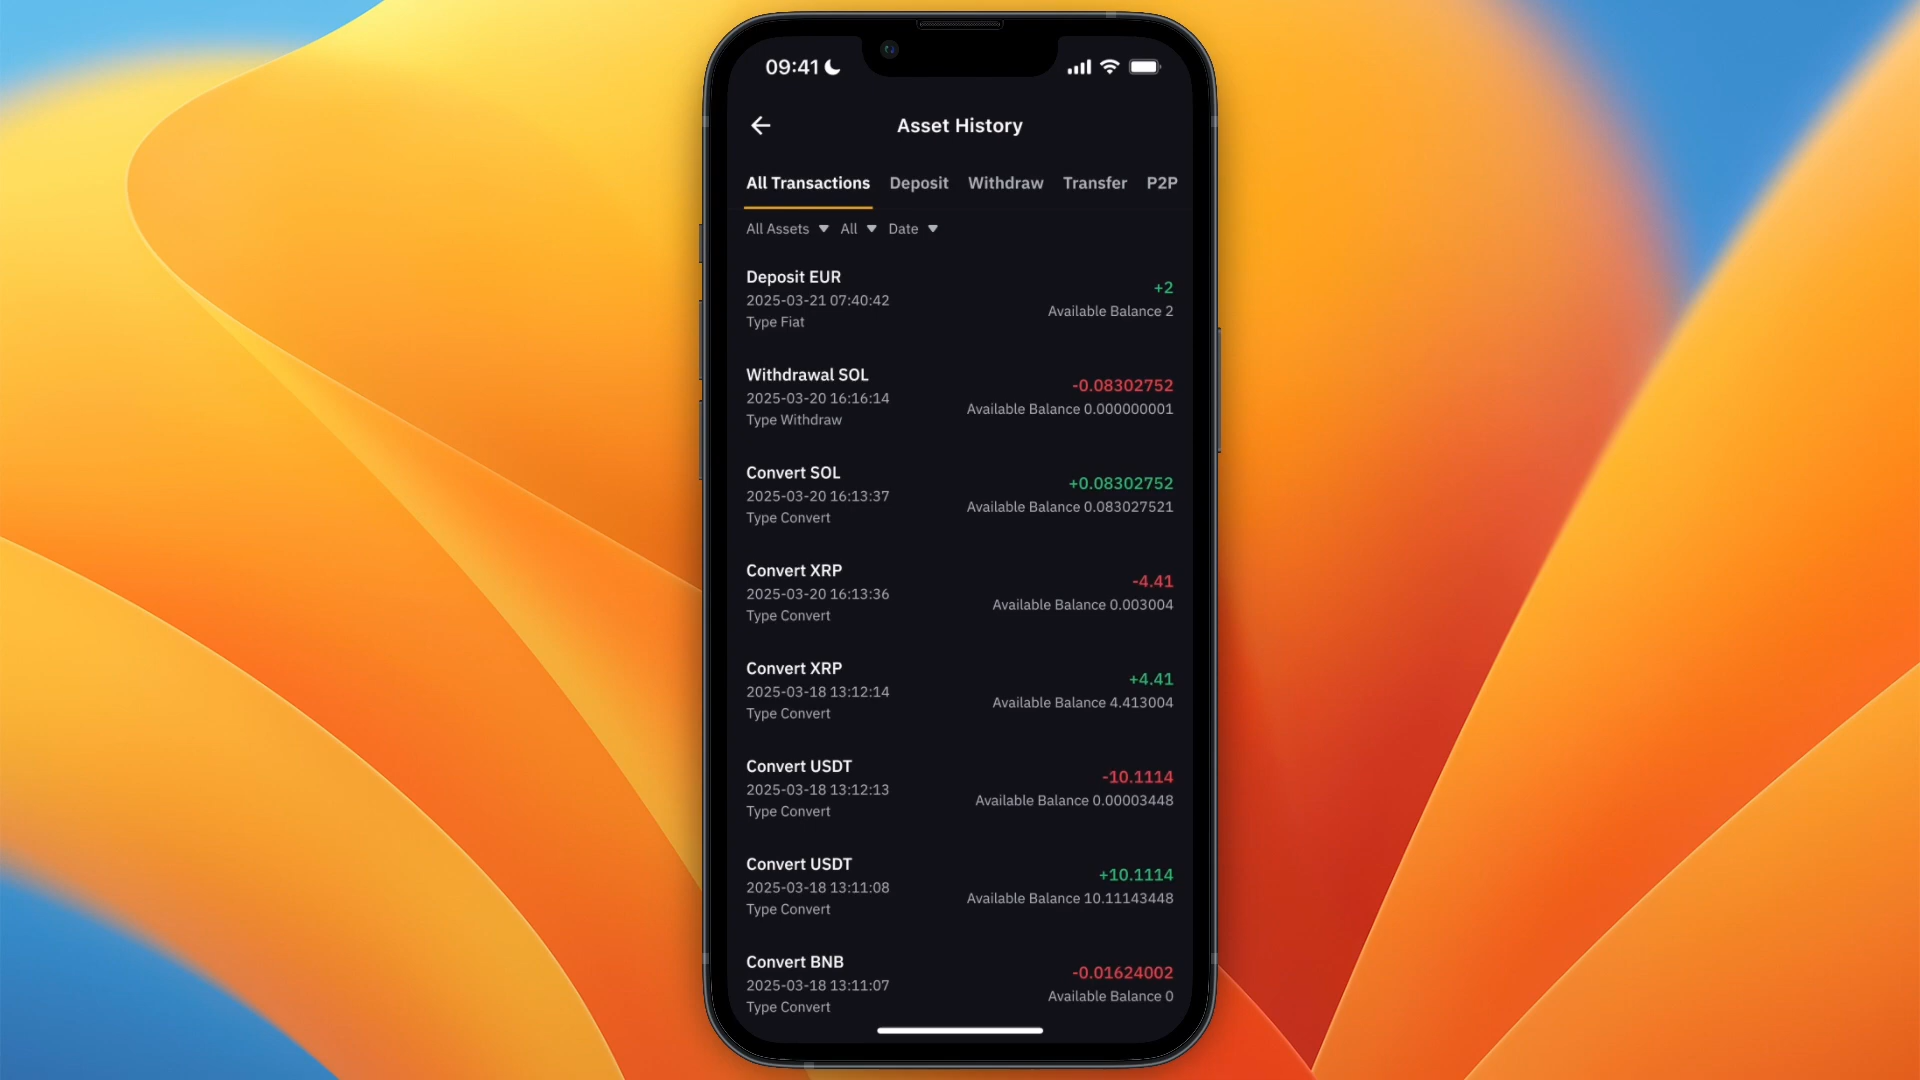 09:41
Asset History
All Transactions Deposit Withdraw Transfer P2P
All Assets All Date
Deposit EUR
2025-03-21 07:40:42
Type Fiat
+2
Available Balance 2
Withdrawal SOL
2025-03-20 16:16:14
Type Withdraw
-0.08302752
Available Balance 0.000000001
Convert SOL
2025-03-20 16:13:37
Type Convert
+0.08302752
Available Balance 0.083027521
Convert XRP
2025-03-20 16:13:36
Type Convert
-4.41
Available Balance 0.003004
Convert XRP
2025-03-18 13:12:14
Type Convert
+4.41
Available Balance 4.413004
Convert USDT
2025-03-18 13:12:13
Type Convert
-10.1114
Available Balance 0.00003448
Convert USDT
2025-03-18 13:11:08
Type Convert
+10.1114
Available Balance 10.11143448
Convert BNB
2025-03-18 13:11:07
Type Convert
-0.01624002
Available Balance 0